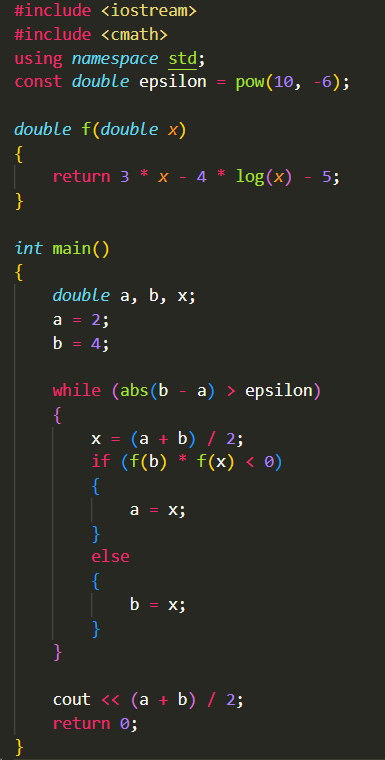 #include <iostream>
#include <cmath>
using namespace std;
const double epsilon = pow(10, -6);

double f(double x)
{
    return 3 * x - 4 * log(x) - 5;
}

int main()
{
    double a, b, x;
    a = 2;
    b = 4;

    while (abs(b - a) > epsilon)
    {
        x = (a + b) / 2;
        if (f(b) * f(x) < 0)
        {
            a = x;
        }
        else
        {
            b = x;
        }
    }

    cout << (a + b) / 2;
    return 0;
}